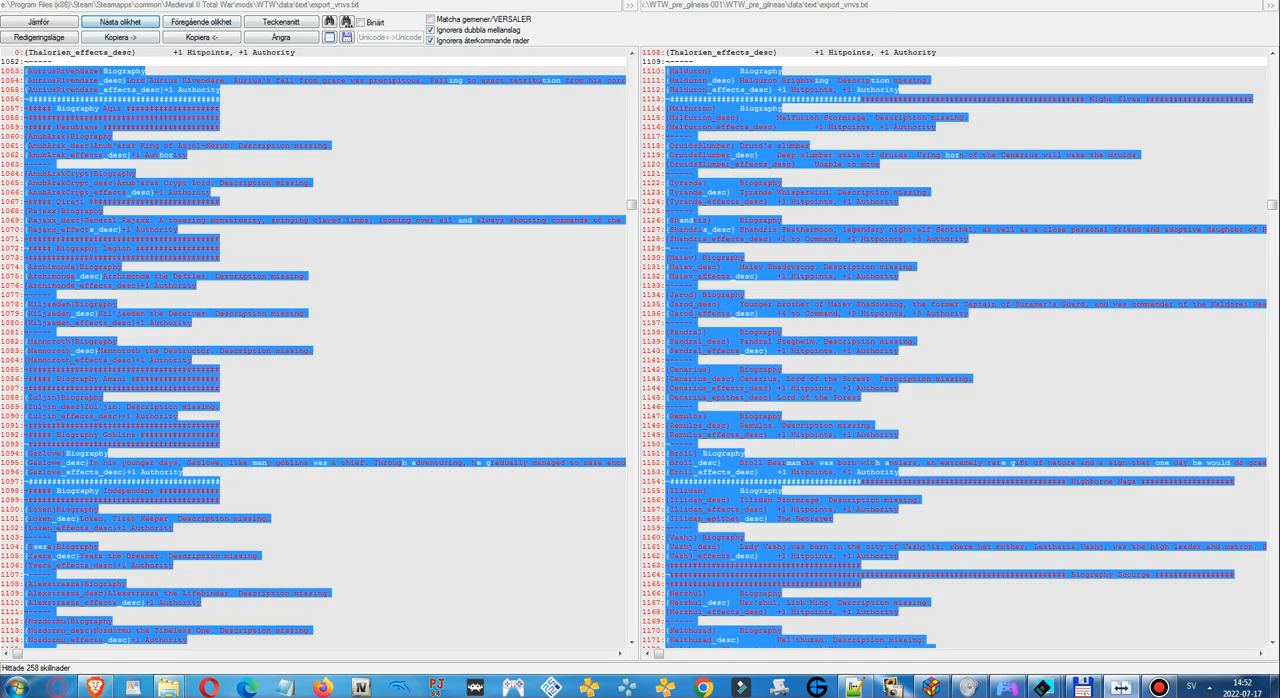 e:\Program Files (x86)\Steam\Steamapps\common\Medieval II Total War\mods\WTW\data\text\export_vnvs.txt
>>
i:\WTW_pre_gilneas-001\WTW_pre_gilneas\data\text\export_vnvs.txt
>>
Jämför
Nästa olikhet
Föregående olikhet
Teckensnitt
Binärt
Matcha gemener/VERSALER
Ignorera dubbla mellanslag
Redigeringsläge
Kopiera ->
Kopiera <-
Ångra
Unicode<>Unicode
Ignorera återkommande rader
0:{Thalorien_effects_desc} +1 Hitpoints, +1 Authority
1052:¬-----
1053:{AuriusRivendare}Biography
1054:{AuriusRivendare_desc}Lord Aurius Rivendare. Aurius's fall from grace was precipitous. Failing to exact retribution from his corr
1055:{AuriusRivendare_effects_desc}+1 Authority
1057:¬##### Biography Aqir
1059:¬##### Nerubians
1060:{AnubArak}Biography
1061:{AnubArak_desc}Anub'arak King of Azjol-Nerub. Description missing.
1062:{AnubArak_effects_desc}+1 Authority
1063:¬-----
1064:{AnubArakCrypt}Biography
1065:{AnubArakCrypt_desc}Anub'arak Crypt Lord. Description missing.
1066:{AnubArakCrypt_effects_desc}+1 Authority
1067:¬##### Qiraji
1068:{Rajaxx}Biography
1069:{Rajaxx_desc}General Rajaxx. A towering monstrosity, swinging clawed limbs, looming over all and always shouting commands to the
1070:{Rajaxx_effects_desc}+1 Authority
1072:¬##### Biography Legion
1074:{Archimonde}Biography
1075:{Archimonde_desc}Archimonde the Defiler. Description missing.
1076:{Archimonde_effects_desc}+1 Authority
1077:¬-----
1078:{Kiljaeden}Biography
1079:{Kiljaeden_desc}Kil'jaeden the Deceiver. Description missing.
1080:{Kiljaeden_effects_desc}+1 Authority
1081:¬-----
1082:{Mannoroth}Biography
1083:{Mannoroth_desc}Mannoroth the Destructor. Description missing.
1084:{Mannoroth_effects_desc}+1 Authority
1086:¬##### Biography Amani
1088:{Zuljin}Biography
1089:{Zuljin_desc}Zul'jin. Description missing.
1090:{Zuljin_effects_desc}+1 Authority
1092:¬##### Biography Goblins
1094:{Gazlowe}Biography
1095:{Gazlowe_desc}In his younger days, Gazlowe, like many goblins was a thief. Through adventuring, he gradually managed to make enou
1096:{Gazlowe_effects_desc}+1 Authority
1098:¬##### Biography Independent
1100:{Loken}Biography
1101:{Loken_desc}Loken, Titan Keeper. Description missing.
1102:{Loken_effects_desc}+1 Authority
1103:¬-----
1104:{Ysera}Biography
1105:{Ysera_desc}Ysera the Dreamer. Description missing.
1106:{Ysera_effects_desc}+1 Authority
1107:¬-----
1108:{Alexstrasza}Biography
1109:{Alexstrasza_desc}Alexstrasza the Lifebinder. Description missing.
1110:{Alexstrasza_effects_desc}+1 Authority
1111:¬-----
1112:{Nozdormu}Biography
1113:{Nozdormu_desc}Nozdormu the Timeless One. Description missing.
1114:{Nozdormu_effects_desc}+1 Authority
1108:{Thalorien_effects_desc} +1 Hitpoints, +1 Authority
1109:¬-----
1110:{Halduron} Biography
1111:{Halduron_desc} Halduron Brightwing. Description missing.
1112:{Halduron_effects_desc} +1 Hitpoints, +1 Authority
Night Elves
1114:{Malfurion} Biography
1115:{Malfurion_desc} Malfurion Stormrage. Description missing.
1116:{Malfurion_effects_desc} +1 Hitpoints, +1 Authority
1117:¬-----
1118:{DruidsSlumber} Druid's slumber
1119:{DruidsSlumber_desc} Deep slumber state of druids. Using horn of the Cenarius will wake the druids.
1120:{DruidsSlumber_effects_desc} Unable to move
1121:¬-----
1122:{Tyrande} Biography
1123:{Tyrande_desc} Tyrande Whisperwind. Description missing.
1124:{Tyrande_effects_desc} +1 Hitpoints, +1 Authority
1125:¬-----
1126:{Shandris} Biography
1127:{Shandris_desc} Shandris Feathermoon, legendary night elf Sentinel, as well as a close personal friend and adoptive daughter of
1128:{Shandris_effects_desc} +2 to Command, +2 Hitpoints, +3 Authority
1129:¬-----
1130:{Maiev} Biography
1131:{Maiev_desc} Maiev Shadowsong. Description missing.
1132:{Maiev_effects_desc} +1 Hitpoints, +1 Authority
1133:¬-----
1134:{Jarod} Biography
1135:{Jarod_desc} Younger brother of Maiev Shadowsong, the former Captain of Suramar's Guard, and was commander of the Kaldorei Res
1136:{Jarod_effects_desc} +4 to Command, +3 Hitpoints, +3 Authority
1137:¬-----
1138:{Fandral} Biography
1139:{Fandral_desc} Fandral Staghelm. Description missing.
1140:{Fandral_effects_desc} +1 Hitpoints, +1 Authority
1141:¬-----
1142:{Cenarius} Biography
1143:{Cenarius_desc} Cenarius, Lord of the Forest. Description missing.
1144:{Cenarius_effects_desc} +1 Hitpoints, +1 Authority
1145:{Cenarius_epithet_desc} Lord of the Forest
1146:¬-----
1147:{Remulos} Biography
1148:{Remulos_desc} Remulos. Description missing.
1149:{Remulos_effects_desc} +1 Hitpoints, +1 Authority
1150:¬-----
1151:{Broll} Biography
1152:{Broll_desc} Broll Bearmantle was born with antlers, an extremely rare gift of nature and a sign that one day he would do grea
1153:{Broll_effects_desc} +1 Hitpoints, +1 Authority
Highborne Naga
1155:{Illidan} Biography
1156:{Illidan_desc} Illidan Stormrage. Description missing.
1157:{Illidan_effects_desc} +1 Hitpoints, +1 Authority
1158:{Illidan_epithet_desc} The Betrayer
1159:¬-----
1160:{Vashj} Biography
1161:{Vashj_desc} Lady Vashj was born in the city of Vashj'ir, where her mother, Lestharia Vashj, was the high leader and matron.
1162:{Vashj_effects_desc} +1 Hitpoints, +1 Authority
Biography Scourge
1166:{Nerzhul} Biography
1167:{Nerzhul_desc} Ner'zhul, Lich King. Description missing.
1168:{Nerzhul_effects_desc} +1 Hitpoints, +1 Authority
1169:¬-----
1170:{Kelthuzad} Biography
1171:{Kelthuzad_desc} Kel'thuzad. Description missing.
Hittade 258 skillnader
SV
14:52
2022-07-17